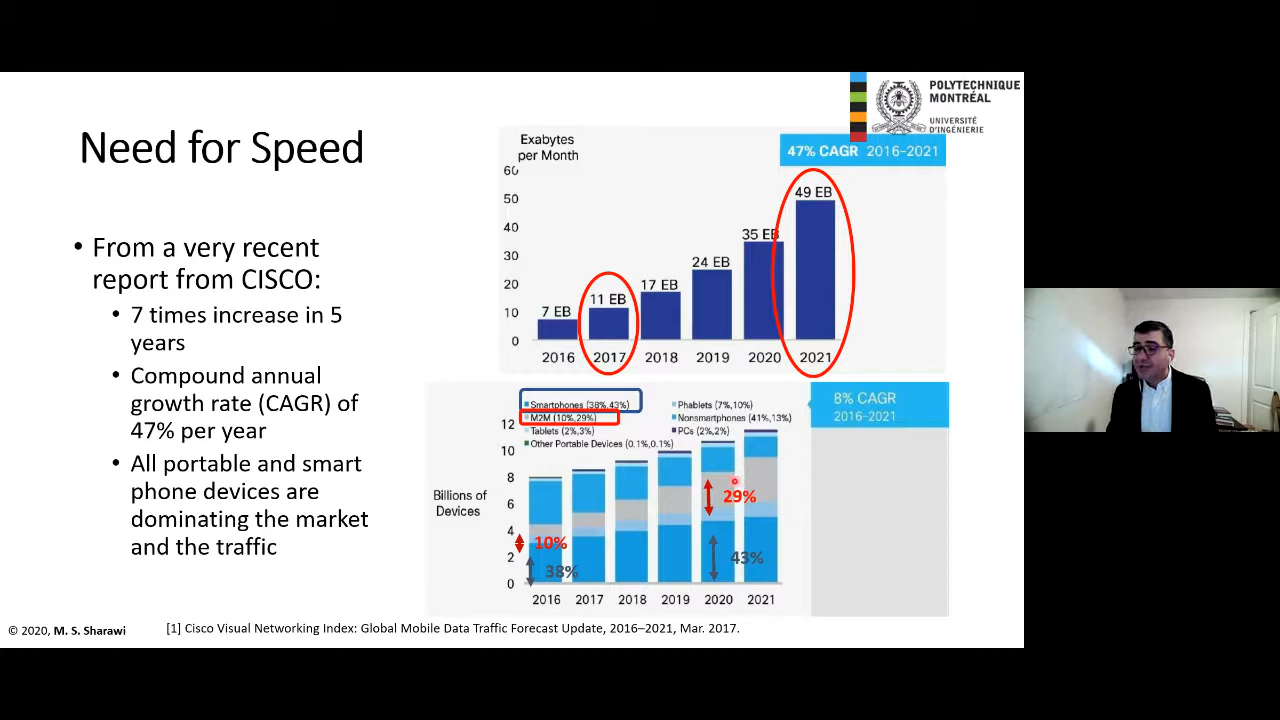 POLYTECHNIQUE
MONTRÉAL
UNIVERSITÉ
D'INGÉNIERIE
Need for Speed
• From a very recent
report from CISCO:
• 7 times increase in 5
years
• Compound annual
growth rate (CAGR) of
47% per year
• All portable and smart
phone devices are
dominating the market
and the traffic
Exabytes
per Month
47% CAGR 2016–2021
60
50
40
30
20
10
0
7 EB
11 EB
17 EB
24 EB
35 EB
49 EB
2016 2017 2018 2019 2020 2021
8% CAGR
2016–2021
Smartphones (38%,43%) Phablets (7%,10%)
M2M (10%,29%) Nonsmartphones (41%,13%)
Tablets (2%,3%) PCs (2%,2%)
Other Portable Devices (0.1%,0.1%)
Billions of
Devices
12
10
8
6
4
2
0
29%
10%
43%
38%
2016 2017 2018 2019 2020 2021
© 2020, M. S. Sharawi
[1] Cisco Visual Networking Index: Global Mobile Data Traffic Forecast Update, 2016–2021, Mar. 2017.